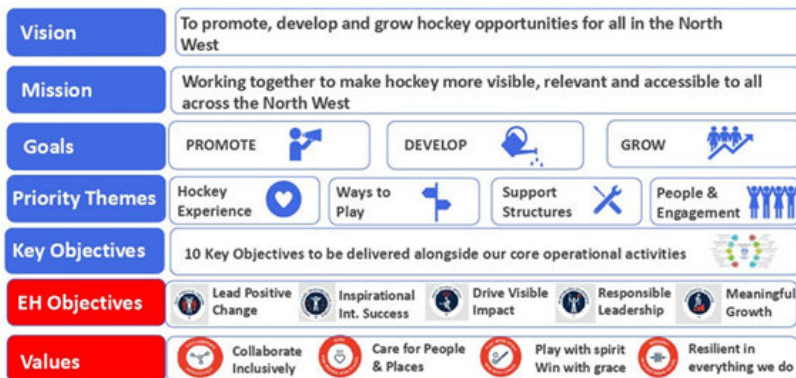 Vision
To promote, develop and grow hockey opportunities for all in the North
West
Mission
Working together to make hockey more visible, relevant and accessible to all
across the North West
Goals
PROMOTE
DEVELOP
GROW
Priority Themes
Hockey
Experience
Ways to
Play
Support
Structures
People &
Engagement
Key Objectives
10 Key Objectives to be delivered alongside our core operational activities
EH Objectives
Lead Positive
Change
Inspirational
Int. Success
Drive Visible
Impact
Responsible
Leadership
Meaningful
Growth
Values
Collaborate
Inclusively
Care for People
& Places
Play with spirit
Win with grace
Resilient in
everything we do